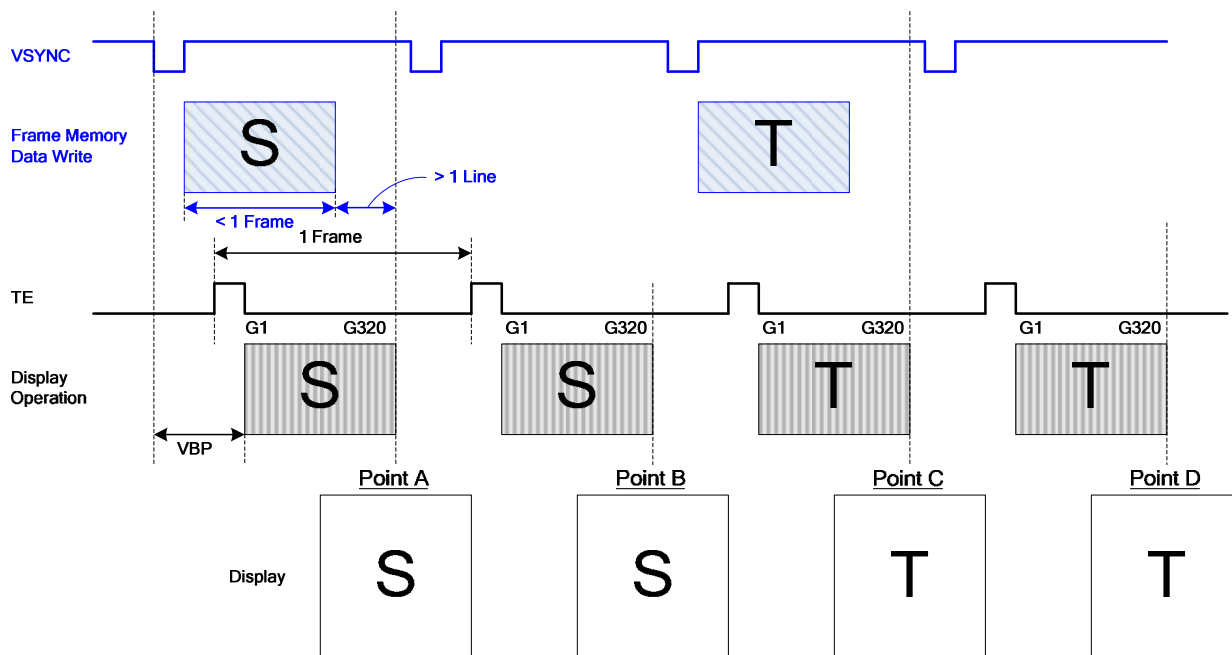 VSYNC
Frame Memory
Data Write
S
T
> 1 Line
< 1 Frame
1 Frame
TE
G1
G320
G1
G320
G1
G320
G1
G320
Display
Operation
S
S
T
T
VBP
Point A
Point B
Point C
Point D
Display
S
S
T
T